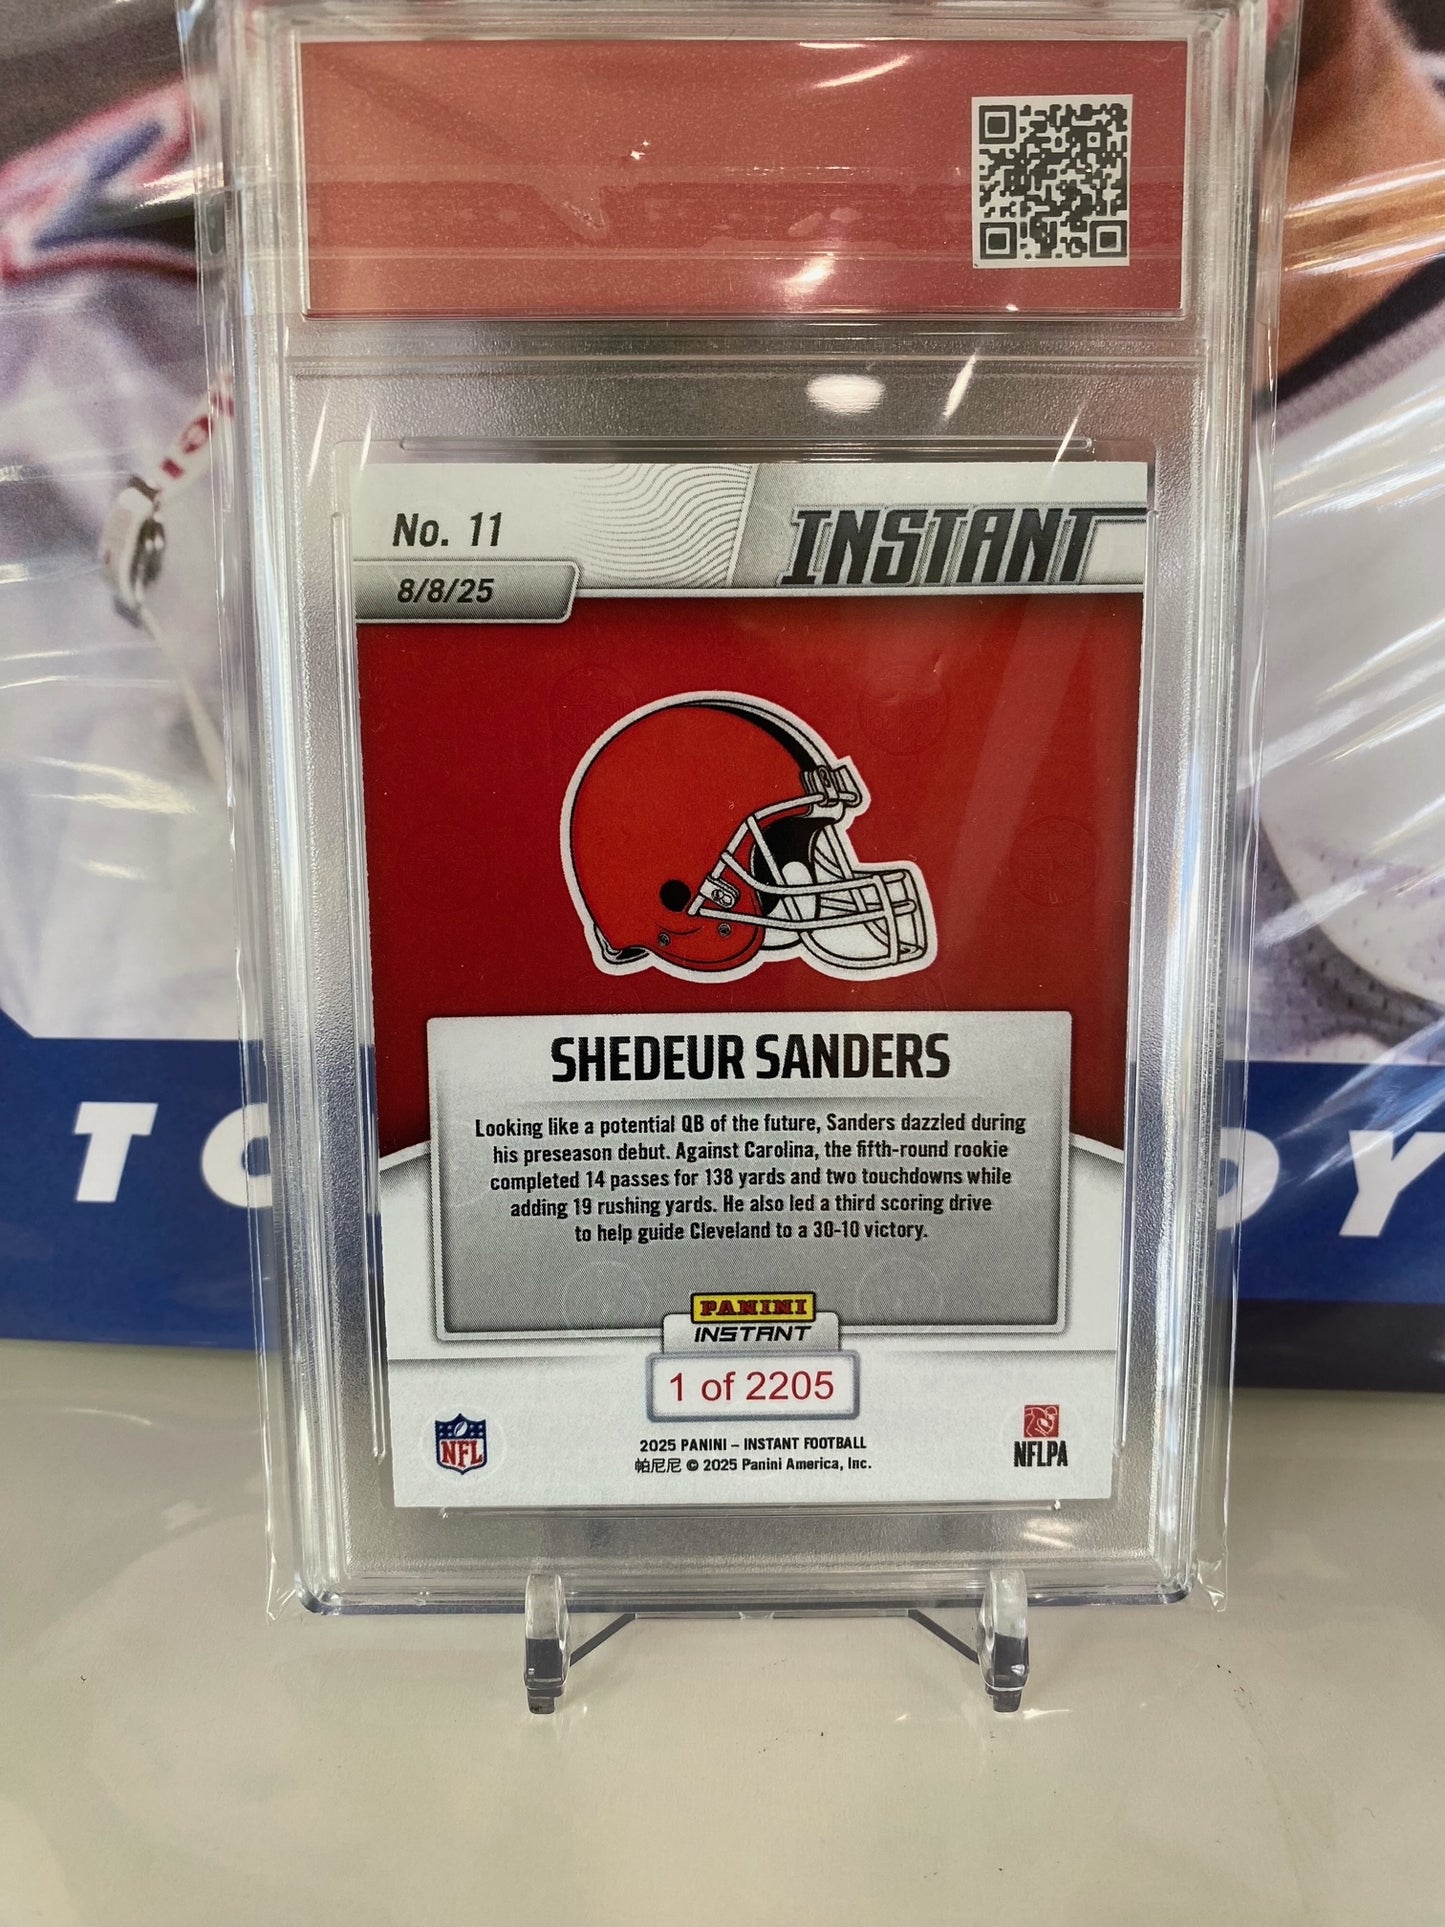 No. 11
INSTANT
8/8/25
SHEDEUR SANDERS
Looking like a potential QB of the future, Sanders dazzled during
his preseason debut. Against Carolina, the fifth-round rookie
completed 14 passes for 138 yards and two touchdowns while
adding 19 rushing yards. He also led a third scoring drive
to help guide Cleveland to a 30-10 victory.
PANINI
INSTANT
1 of 2205
NFL
NFLPA
2025 PANINI – INSTANT FOOTBALL
帕尼尼 © 2025 Panini America, Inc.